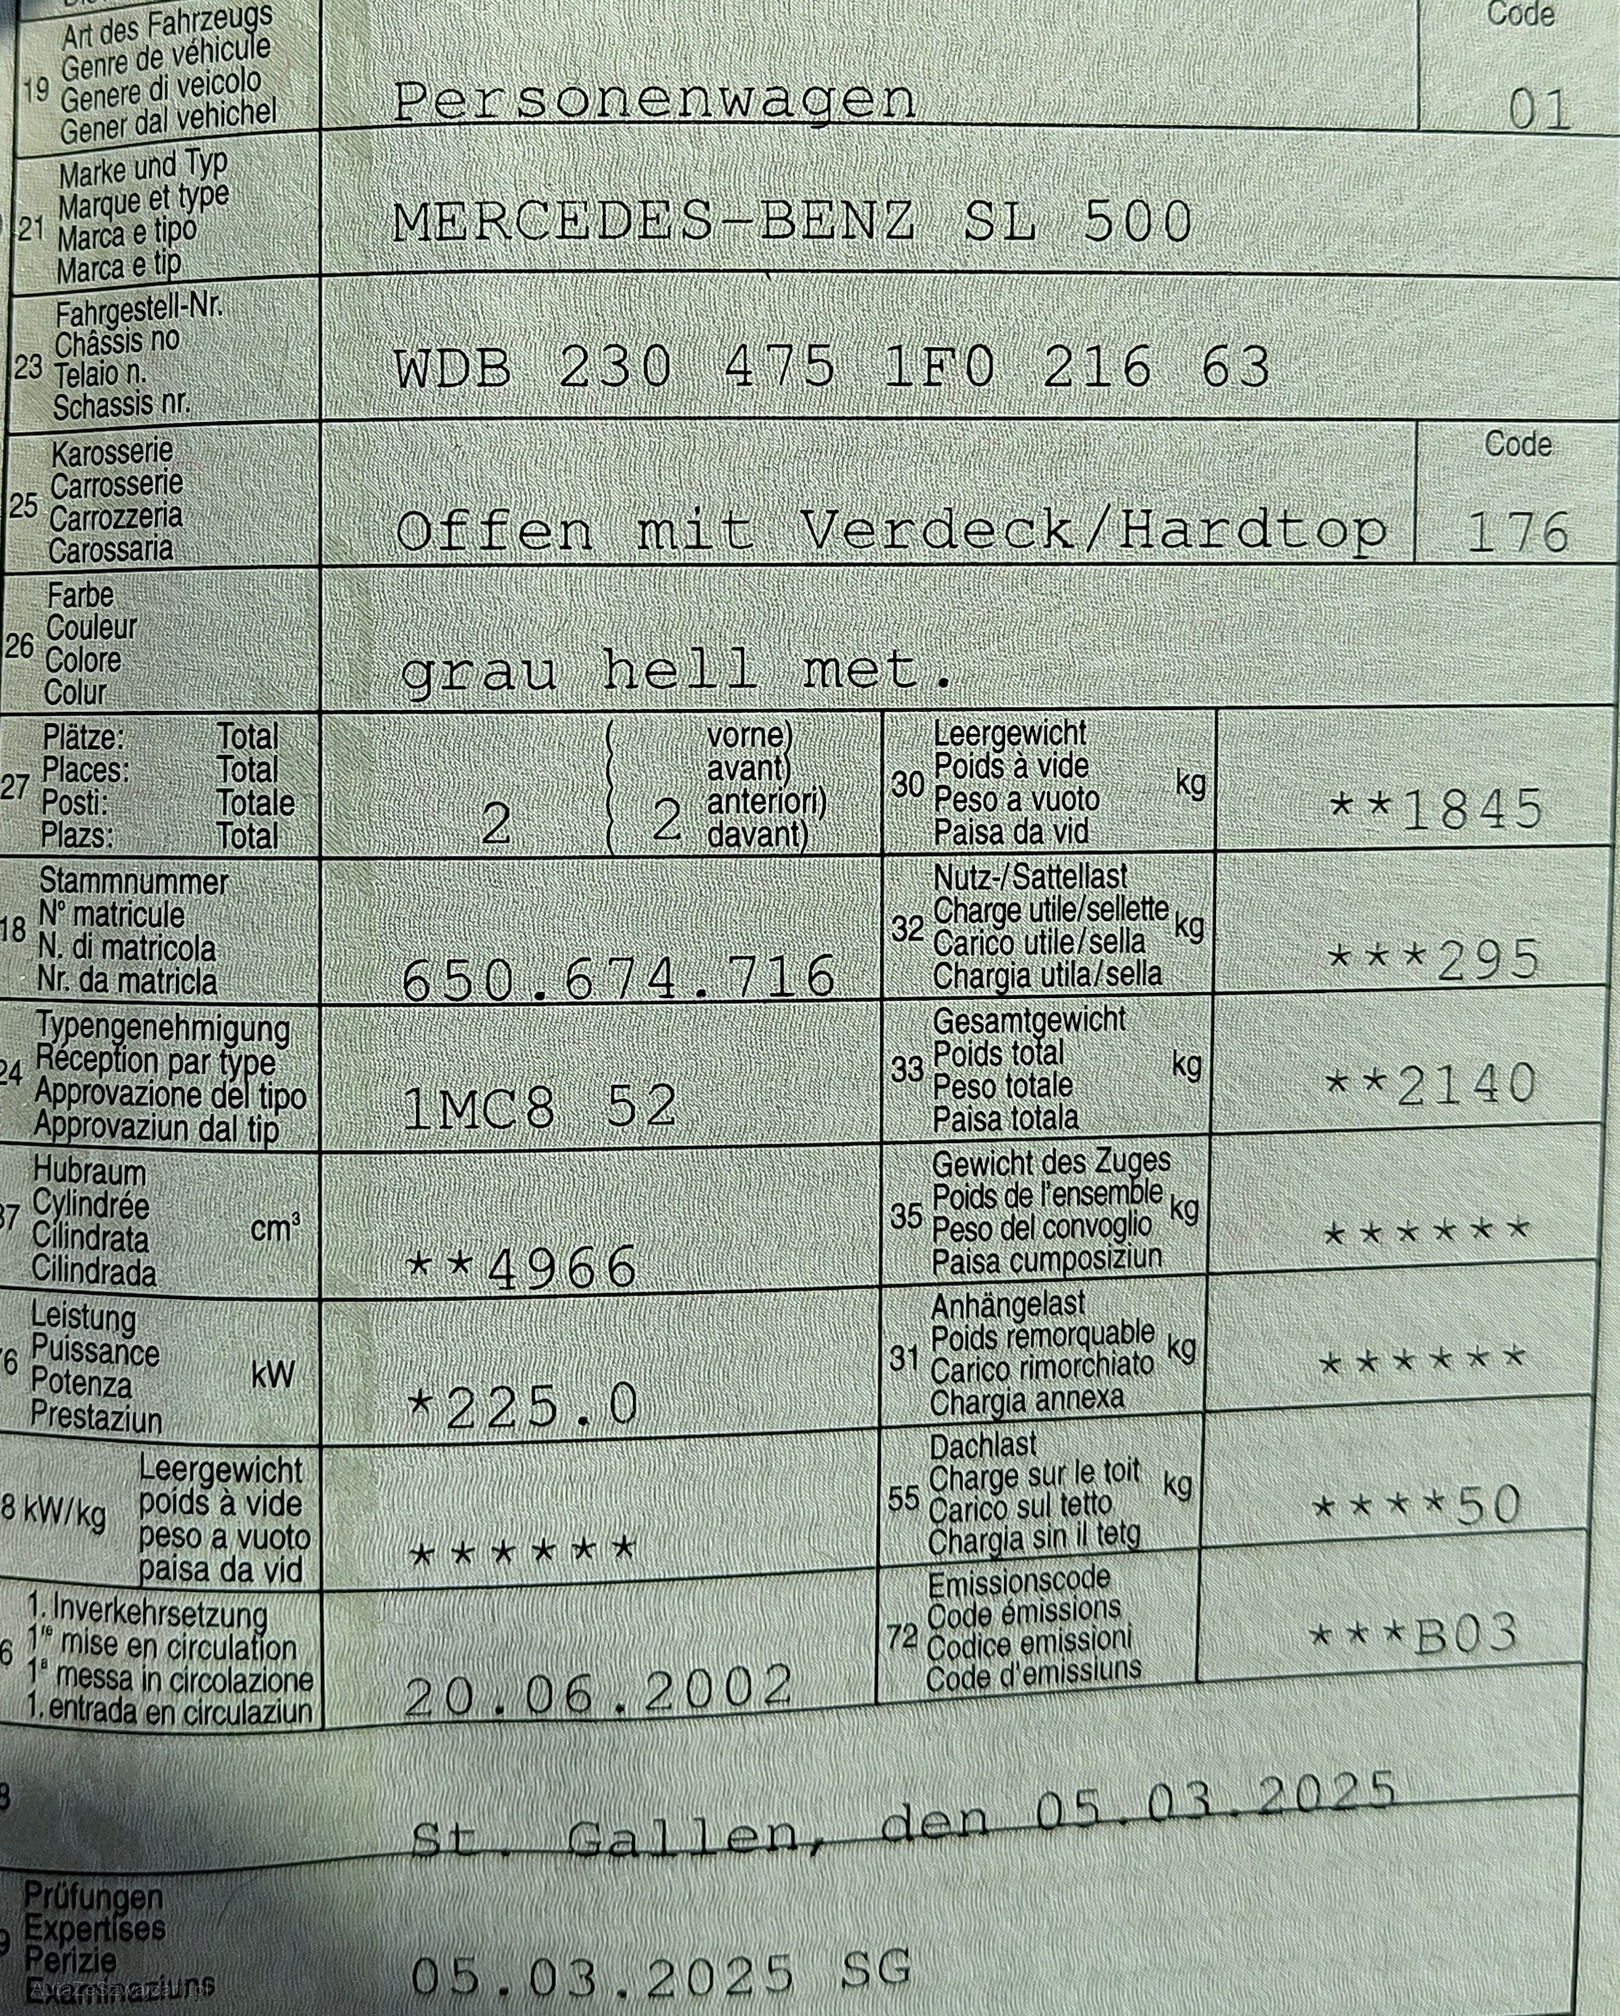 Code
Art des Fahrzeugs
Genre de véhicule
19 Genere di veicolo
Gener dal vehichel
Personenwagen
01
Marke und Typ
Marque et type
21 Marca e tipo
Marca e tip
MERCEDES-BENZ SL 500
Fahrgestell-Nr.
Châssis no
23 Telaio n.
Schassis nr.
WDB 230 475 1F0 216 63
Karosserie
Carrosserie
25 Carrozzeria
Carossaria
Offen mit Verdeck/Hardtop
Code
176
Farbe
Couleur
26 Colore
Colur
grau hell met.
Plätze: Total
Places: Total
27 Posti: Totale
Plazs: Total
2 ( 2 vorne)
avant)
anteriori)
davant)
Leergewicht
Poids à vide
30 Peso a vuoto kg
Paisa da vid
**1845
Stammnummer
N° matricule
18 N. di matricola
Nr. da matricla
650.674.716
Nutz-/Sattellast
Charge utile/sellette
32 Carico utile/sella kg
Chargia utila/sella
***295
Typengenehmigung
Réception par type
24 Approvazione del tipo
Approvaziun dal tip
1MC8 52
Gesamtgewicht
Poids total
33 Peso totale kg
Paisa totala
**2140
Hubraum
Cylindrée
37 Cilindrata cm³
Cilindrada
**4966
Gewicht des Zuges
Poids de l'ensemble
35 Peso del convoglio kg
Paisa cumposiziun
******
Leistung
Puissance
6 Potenza kW
Prestaziun
*225.0
Anhängelast
Poids remorquable
31 Carico rimorchiato kg
Chargia annexa
******
Leergewicht
8 kW/kg poids à vide
peso a vuoto
paisa da vid
******
Dachlast
Charge sur le toit
55 Carico sul tetto kg
Chargia sin il tetg
****50
1. Inverkehrsetzung
6 1re mise en circulation
1a messa in circolazione
1. entrada en circulaziun
20.06.2002
Emissionscode
Code émissions
72 Codice emissioni
Code d'emissiuns
***B03
8
St. Gallen, den 05.03.2025
Prüfungen
Expertises
9 Perizie
Examinaziuns
05.03.2025 SG
AutaZeSzwajcarii.pl